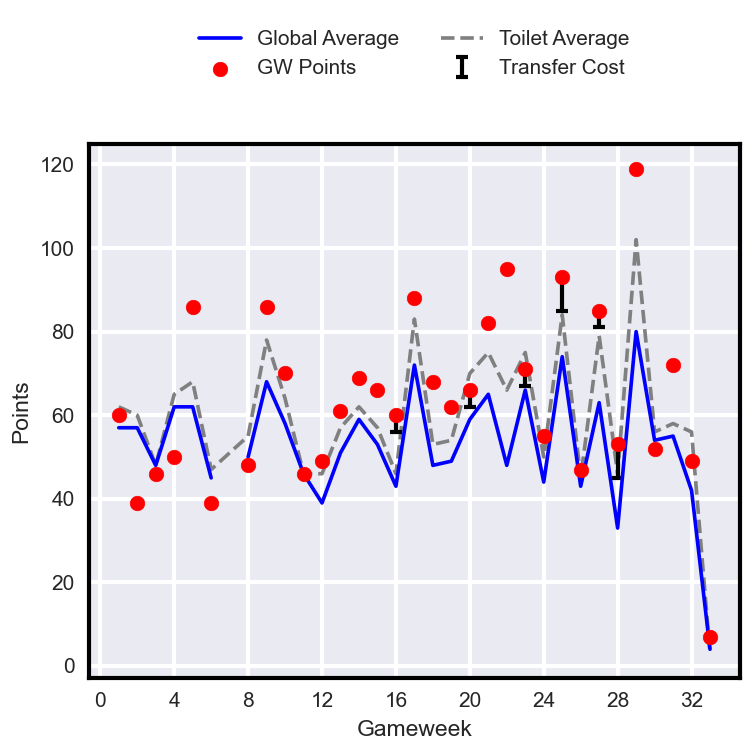 Global Average
Toilet Average
GW Points
Transfer Cost
120
100
80
60
40
20
0
Points
0 4 8 12 16 20 24 28 32
Gameweek